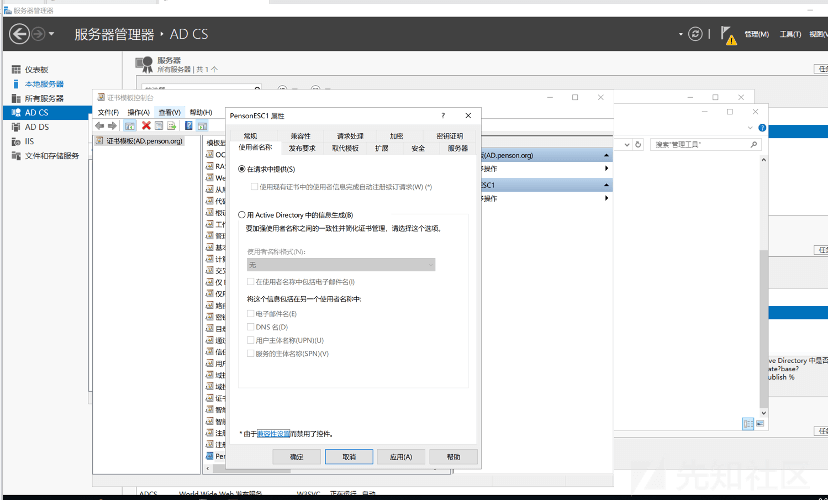 服务器管理器
服务器管理器 · AD CS
管理(M) 工具(T) 视图(V
仪表板
本地服务器
所有服务器
AD CS
AD DS
IIS
文件和存储服务
服务器
所有服务器 | 共 1 个
任
证书模板控制台
文件(F) 操作(A) 查看(V) 帮助(H)
证书模板(AD.penson.org)
PensonESC1 属性
常规 兼容性 请求处理 加密 密钥证明
使用者名称 发布要求 取代模板 扩展 安全 服务器
在请求中提供(S)
使用现有证书中的使用者信息完成自动注册续订请求(W) (*)
用 Active Directory 中的信息生成(B)
要加强使用者名称之间的一致性并简化证书管理，请选择这个选项。
使用者名称格式(N):
无
在使用者名称中包括电子邮件名(I)
将这个信息包括在另一个使用者名称中:
电子邮件名(E)
DNS 名(D)
用户主体名称(UPN)(U)
服务的主体名称(SPN)(V)
* 由于兼容性设置而禁用了控件。
确定 取消 应用(A) 帮助
(AD.penson.org)
多操作
ESC1
多操作
搜索"管理工具"
ve Directory 中是否
ate?base?
ublish %
ADCS World Wide Web 发布服务 W3SVC 正在运行 自动
先知社区